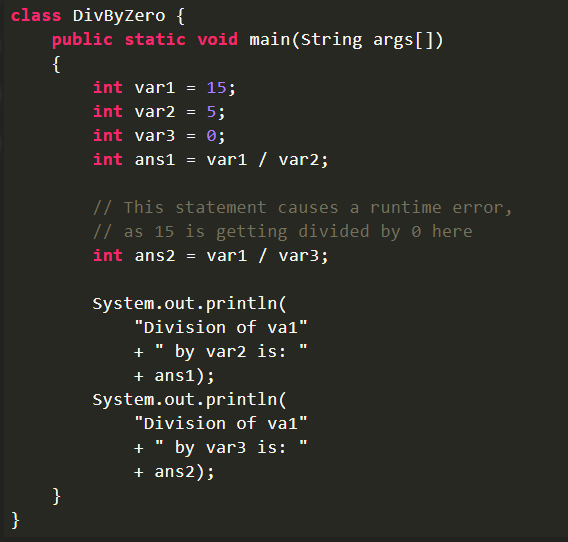 class DivByZero {
    public static void main(String args[])
    {
        int var1 = 15;
        int var2 = 5;
        int var3 = 0;
        int ans1 = var1 / var2;

        // This statement causes a runtime error,
        // as 15 is getting divided by 0 here
        int ans2 = var1 / var3;

        System.out.println(
            "Division of va1"
            + " by var2 is: "
            + ans1);
        System.out.println(
            "Division of va1"
            + " by var3 is: "
            + ans2);
    }
}